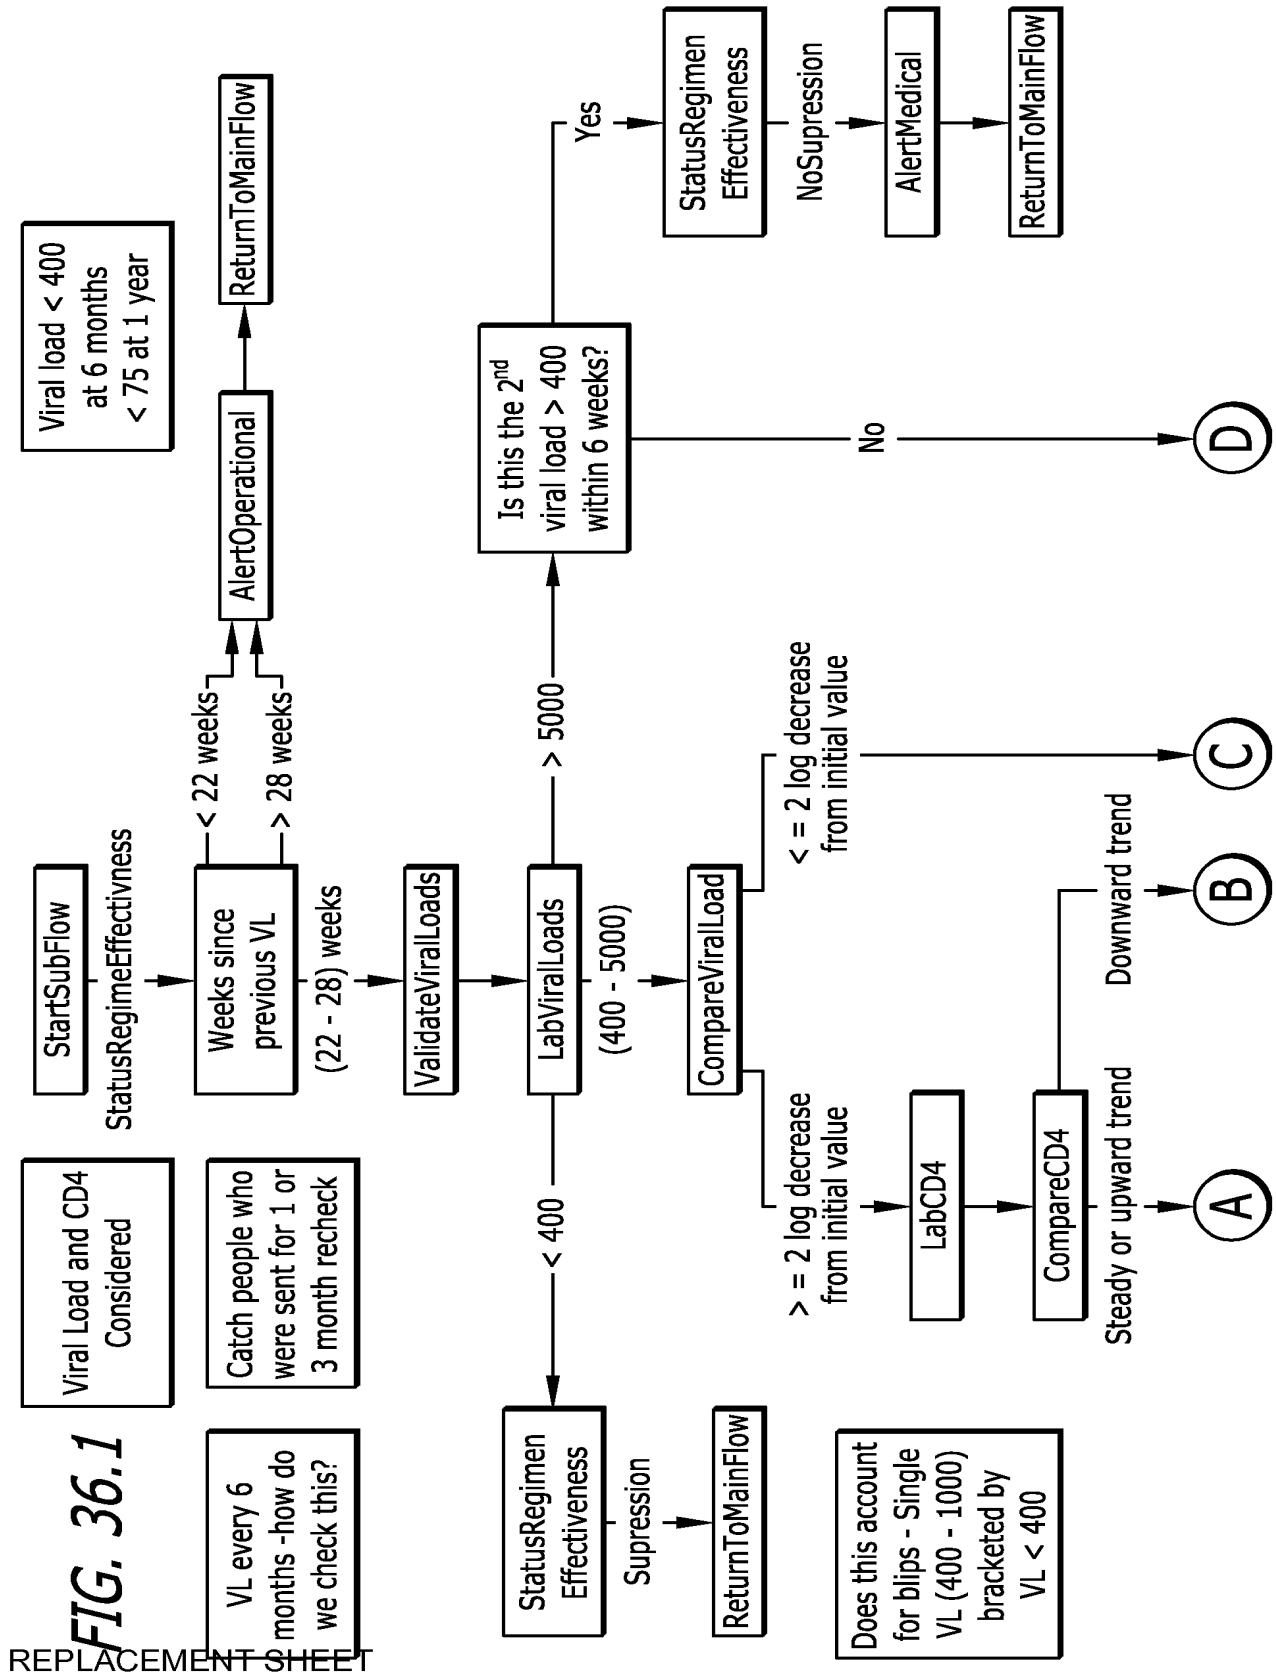 REPLACEMENT SHEET
FIG. 36.1
Viral Load and CD4
Considered
StartSubFlow
StatusRegimeEffectivness
Viral load < 400
at 6 months
< 75 at 1 year
VL every 6
months -how do
we check this?
Catch people who
were sent for 1 or
3 month recheck
Weeks since
previous VL
< 22 weeks
> 28 weeks
AlertOperational
ReturnToMainFlow
(22 - 28) weeks
ValidateViralLoads
LabViralLoads
< 400
> 5000
(400 - 5000)
StatusRegimen
Effectiveness
Supression
ReturnToMainFlow
Is this the 2nd
viral load > 400
within 6 weeks?
Yes
StatusRegimen
Effectiveness
NoSupression
AlertMedical
ReturnToMainFlow
No
D
CompareViralLoad
> = 2 log decrease
from initial value
< = 2 log decrease
from initial value
C
LabCD4
CompareCD4
Steady or upward trend
Downward trend
A
B
Does this account
for blips - Single
VL (400 - 1000)
bracketed by
VL < 400